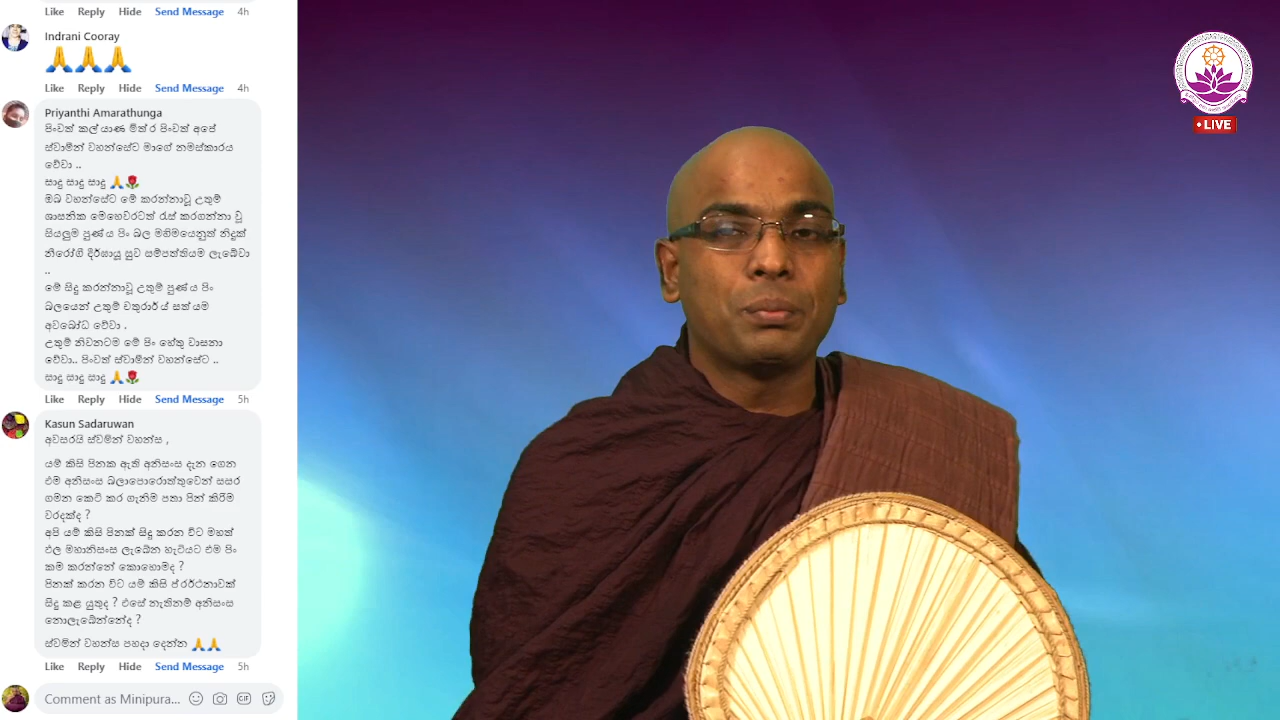 Like Reply Hide Send Message 4h
Indrani Cooray
🙏🙏🙏
Like Reply Hide Send Message 4h
Priyanthi Amarathunga
පිංවත් කල් යාණ මිත් ර පිංවත් අපේ
ස්වාමීන් වහන්සේට මාගේ නමස්කාරය
වේවා ..
සාදු සාදු සාදු 🙏🌹
ඔබ වහන්සේට මේ කරන්නාවූ උතුම්
ශාසනික මෙහෙවරටත් රැස් කරගන්නා වු
සියලුම පුණ් ය පිං බල මහිමයෙනුත් නිදුක්
නිරෝගී දීර්ඝායු සුව සම්පත්තියම ලැබේවා
..
මේ සිදු කරන්නාවූ උතුම් පුණ් ය පිං
බලයෙන් උතුම් චතුරාර්ය් සත් යම
අවබෝධ වේවා .
උතුම් නිවනටම මේ පිං හේතු වාසනා
වේවා.. පිංවත් ස්වාමීන් වහන්සේට ..
සාදු සාදු සාදු 🙏🌹
Like Reply Hide Send Message 5h
Kasun Sadaruwan
අවසරයි ස්වමින් වහන්ස ,
යම් කිසි පිනක ඇති අනිසංස දැන ගෙන
එම අනිසංස බලාපොරොත්තුවෙන් සසර
ගමන කෙටි කර ගැනීම පතා පින් කිරීම
වරදක්ද ?
අපි යම් කිසි පිනක් සිදු කරන විට මහත්
ඵල මහානිසංස ලැබෙන හැටියට එම පිං
කම කරන්නේ කොහොමද ?
පිනක් කරන විට යම් කිසි ප් රාර්ථනාවක්
සිදු කළ යුතුද ? එසේ නැතිනම් අනිසංස
නොලැබෙන්නේද ?
ස්වමින් වහන්ස පහදා දෙන්න 🙏🙏
Like Reply Hide Send Message 5h
Comment as Minipura...
GIF
• LIVE